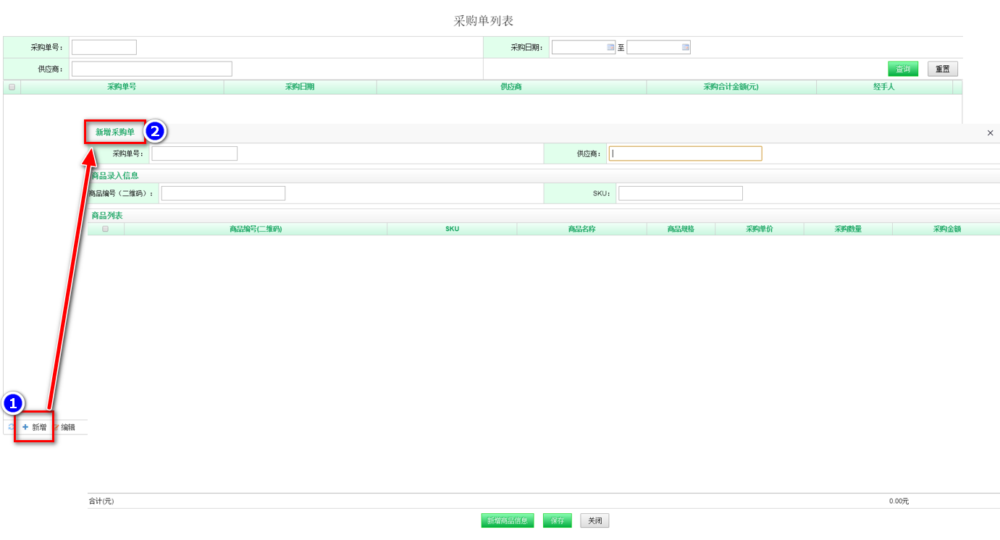 采购单列表
采购单号： 采购日期： 至
供应商： 查询 重置
采购单号 采购日期 供应商 采购合计金额(元) 经手人
新增采购单 2 ×
采购单号： 供应商：
商品录入信息
商品编号（二维码）： SKU：
商品列表
商品编号(二维码) SKU 商品名称 商品规格 采购单价 采购数量 采购金额
1
新增 编辑
合计(元) 0.00元
新增商品信息 保存 关闭